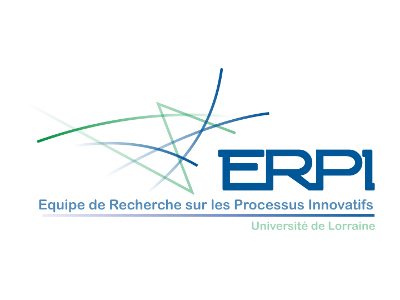 ERPI
Equipe de Recherche sur les Processus Innovatifs
Université de Lorraine